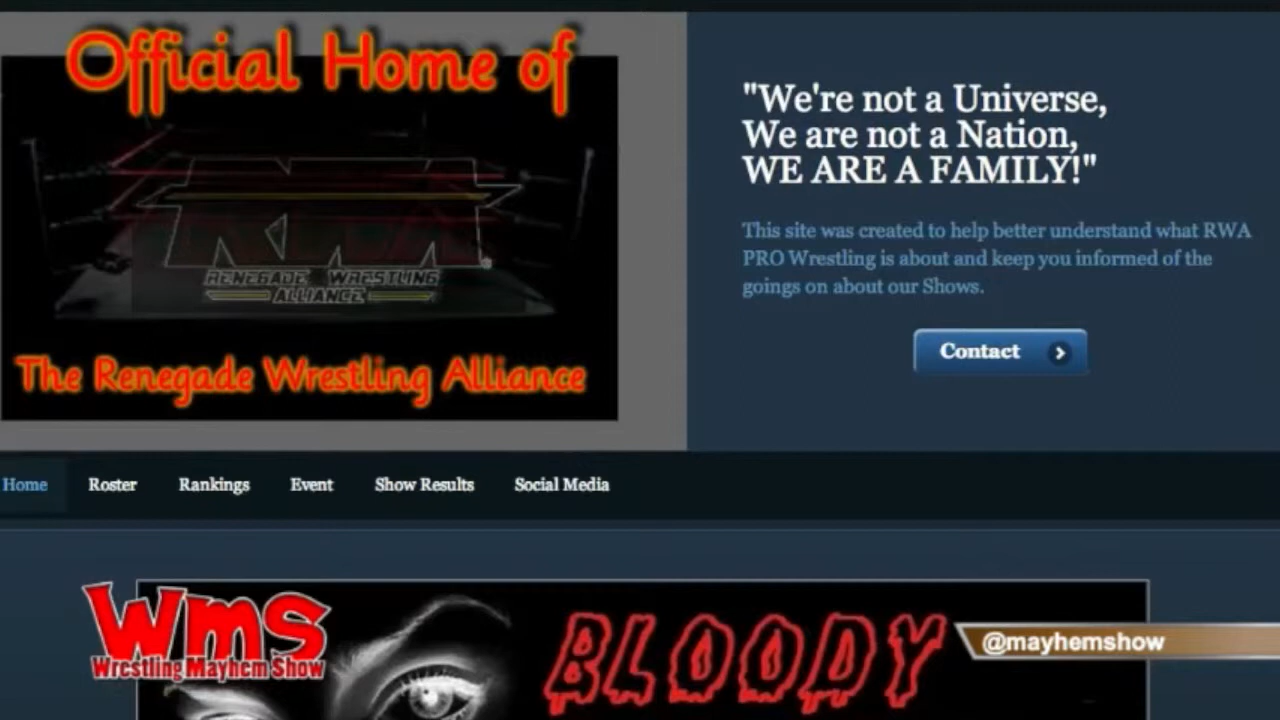 Official Home of
RWA
RENEGADE WRESTLING
ALLIANCE
The Renegade Wrestling Alliance
"We're not a Universe,
We are not a Nation,
WE ARE A FAMILY!"
This site was created to help better understand what RWA
PRO Wrestling is about and keep you informed of the
goings on about our Shows.
Contact
Home Roster Rankings Event Show Results Social Media
WMS
Wrestling Mayhem Show
BLOODY
@mayhemshow